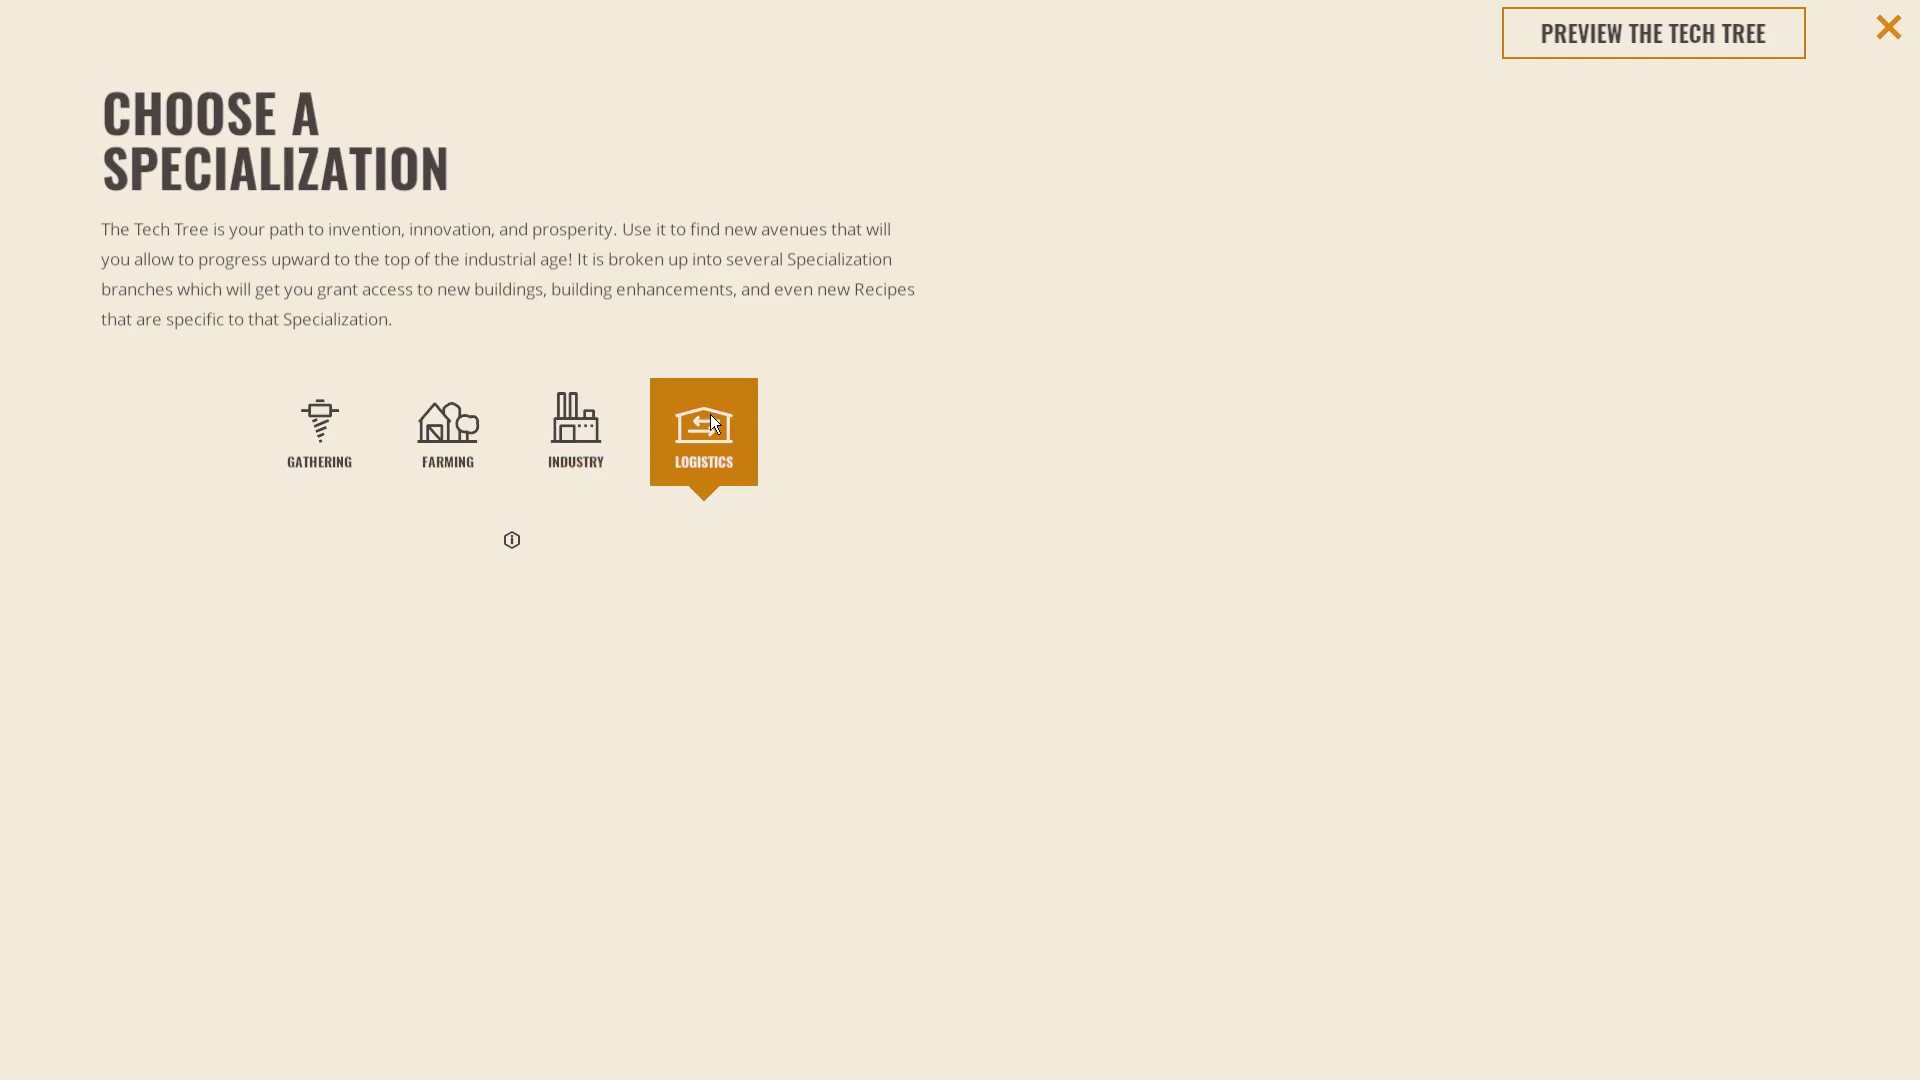 PREVIEW THE TECH TREE
CHOOSE A
SPECIALIZATION
The Tech Tree is your path to invention, innovation, and prosperity. Use it to find new avenues that will
you allow to progress upward to the top of the industrial age! It is broken up into several Specialization
branches which will get you grant access to new buildings, building enhancements, and even new Recipes
that are specific to that Specialization.
GATHERING
FARMING
INDUSTRY
LOGISTICS